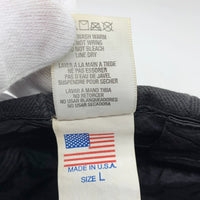 WASH WARM
DO NOT WRING
DO NOT BLEACH
LINE DRY
LAVER A LA MAIN A TIEDE
NE PAS ESSORER
PAS D'EAU DE JAVEL
SUSPENDRE POUR SECHER
LAVAR A MANO TIBIA
NO RETORCER
NO USAR BLANQUEADORES
NO USAR SECADORA
MADE IN U.S.A.
SIZE L